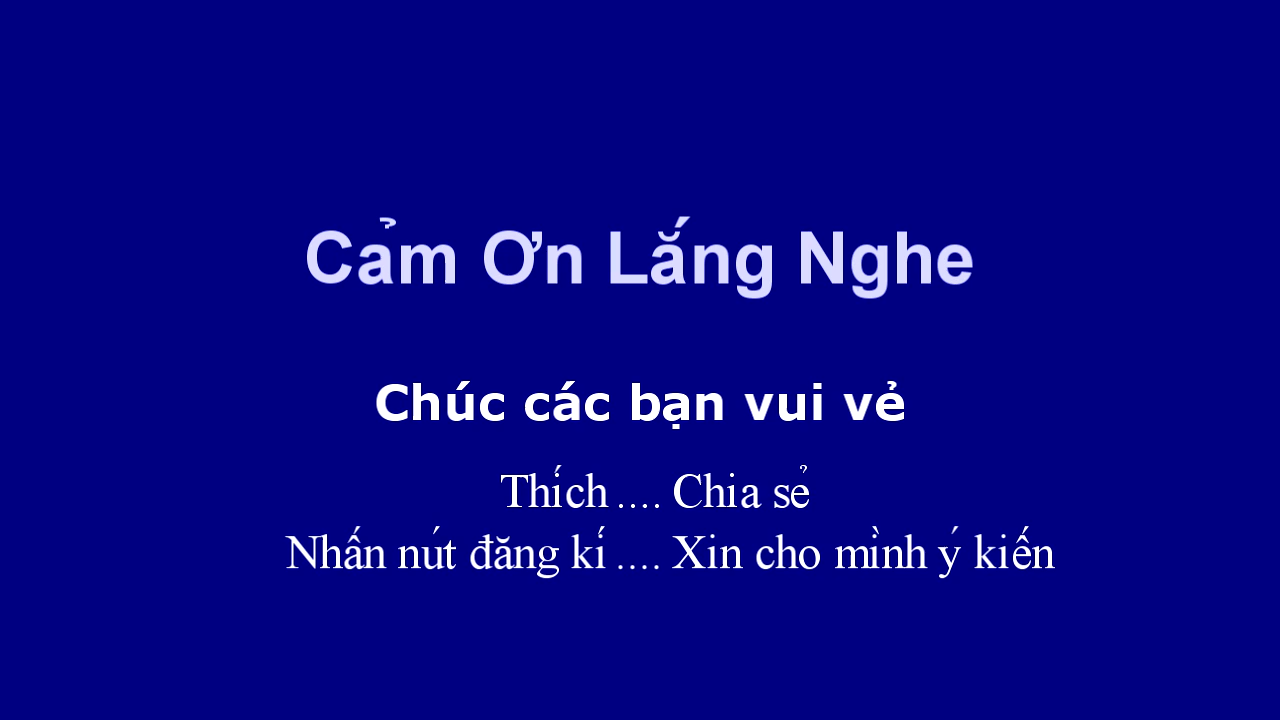 Cảm Ơn Lắng Nghe
Chúc các bạn vui vẻ
Thích .... Chia sẻ
Nhấn nút đăng kí .... Xin cho mình ý kiến